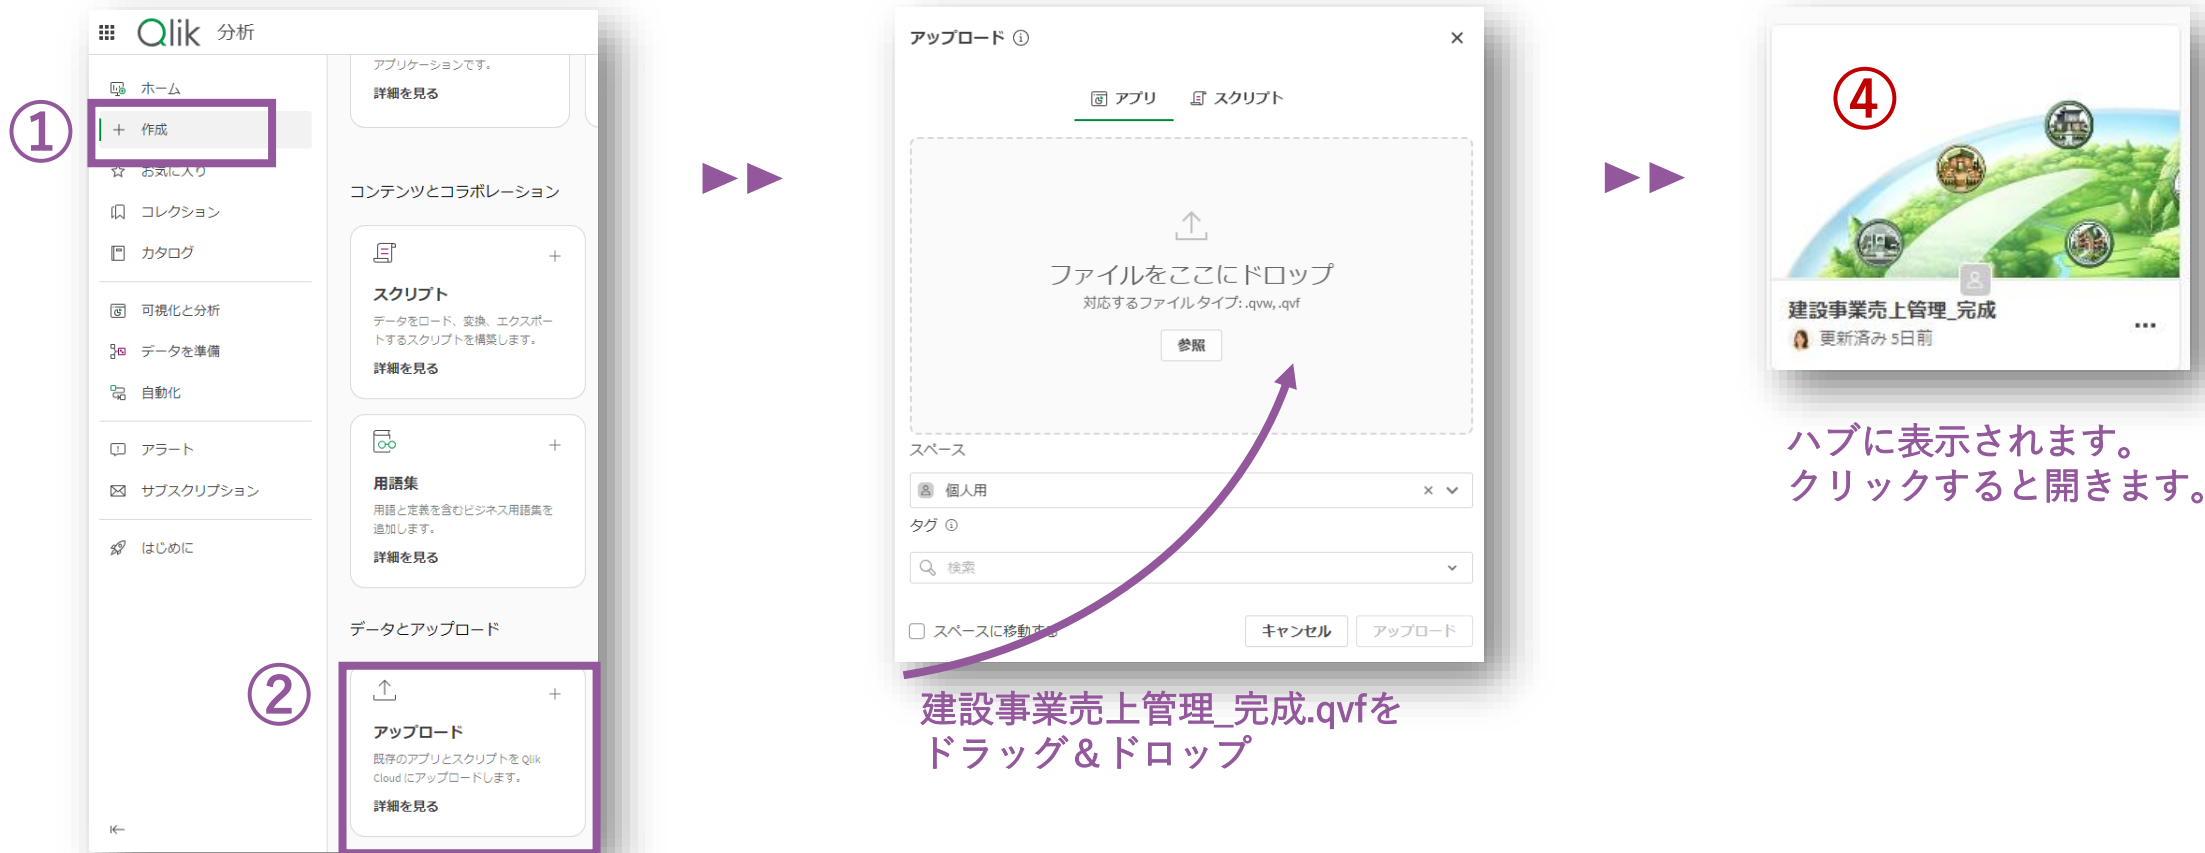 Qlik 分析
ホーム
①
作成
お気に入り
コレクション
カタログ
可視化と分析
データを準備
自動化
アラート
サブスクリプション
はじめに
アプリケーションです。
詳細を見る
コンテンツとコラボレーション
スクリプト
データをロード、変換、エクスポー
トするスクリプトを構築します。
詳細を見る
用語集
用語と定義を含むビジネス用語集を
追加します。
詳細を見る
データとアップロード
②
アップロード
既存のアプリとスクリプトを Qlik
Cloud にアップロードします。
詳細を見る
アップロード
アプリ
スクリプト
ファイルをここにドロップ
対応するファイル タイプ: .qvw, .qvf
参照
スペース
個人用
タグ
検索
スペースに移動する
キャンセル
アップロード
建設事業売上管理_完成.qvfを
ドラッグ＆ドロップ
④
建設事業売上管理_完成
更新済み 5日前
ハブに表示されます。
クリックすると開きます。